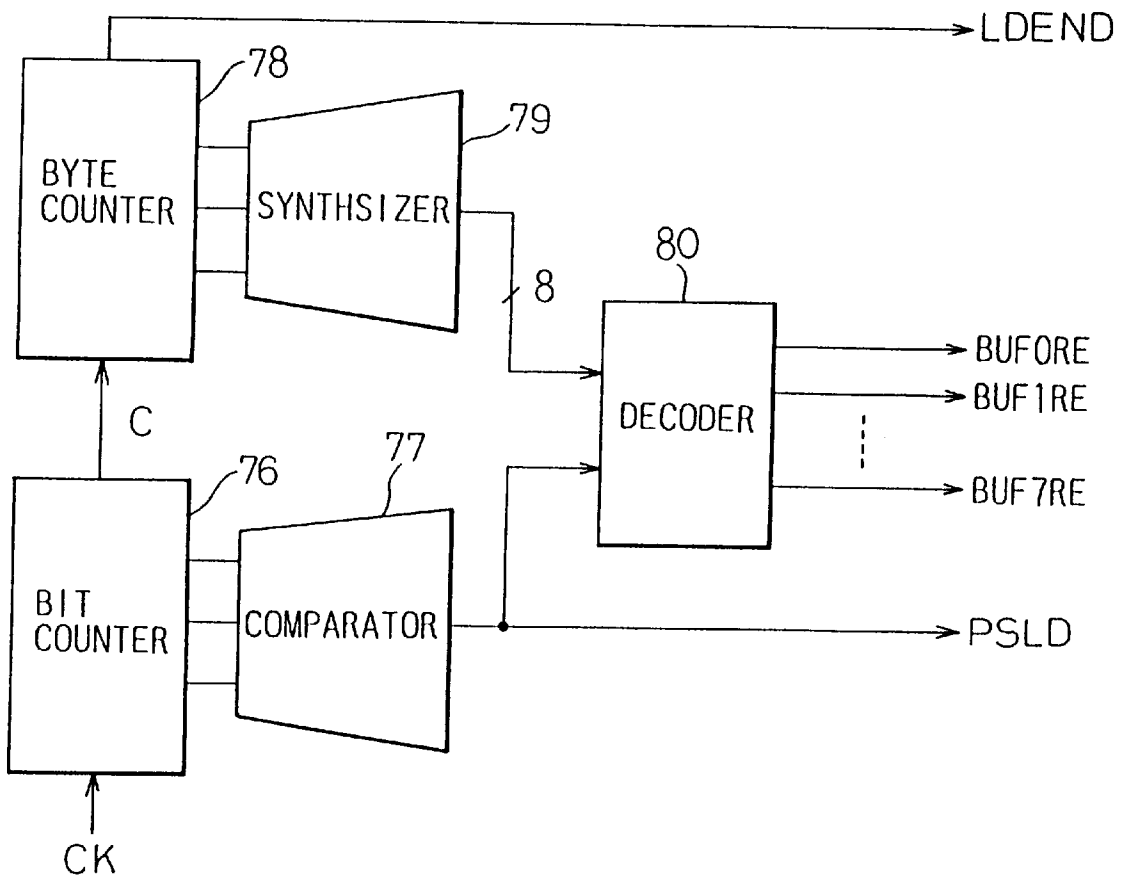 LDEND
78
79
BYTE
COUNTER
SYNTHSIZER
80
8
DECODER
BUF0RE
BUF1RE
BUF7RE
C
76
77
BIT
COUNTER
COMPARATOR
PSLD
CK